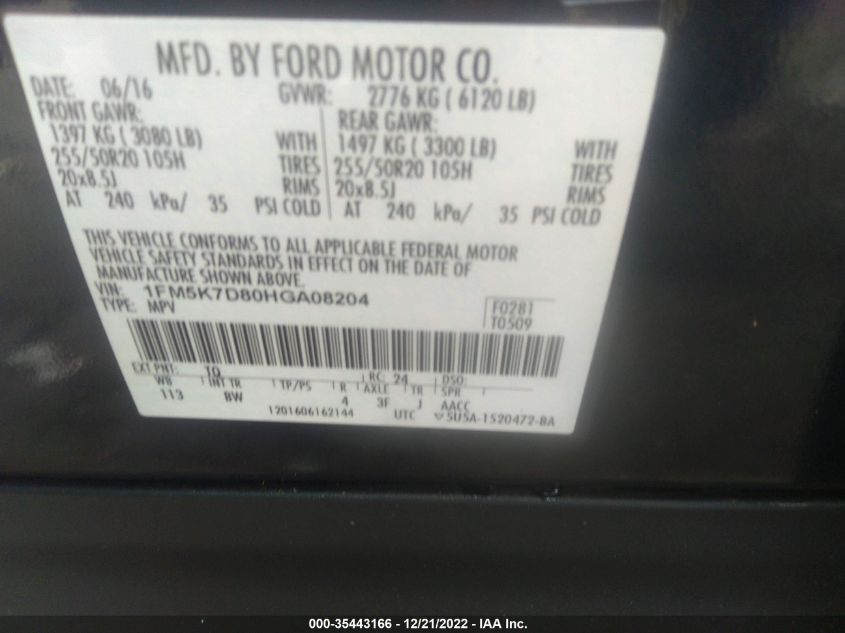 MFD. BY FORD MOTOR CO.
DATE: 06/16 GVWR: 2776 KG ( 6120 LB)
FRONT GAWR: REAR GAWR:
1397 KG ( 3080 LB) WITH 1497 KG ( 3300 LB) WITH
255/50R20 105H TIRES 255/50R20 105H TIRES
20x8.5J RIMS 20x8.5J RIMS
AT 240 kPa/ 35 PSI COLD AT 240 kPa/ 35 PSI COLD
THIS VEHICLE CONFORMS TO ALL APPLICABLE FEDERAL MOTOR
VEHICLE SAFETY STANDARDS IN EFFECT ON THE DATE OF
MANUFACTURE SHOWN ABOVE.
VIN: 1FM5K7D80HGA08204
TYPE: MPV
F0281
T0509
EXT PNT: TQ RC: 24 DSO:
WB INT TR TP/PS R AXLE TR SPR
113 BW 4 3F J AACC
1201606162144 UTC 5U5A-1520472-BA
000-35443166 - 12/21/2022 - IAA Inc.